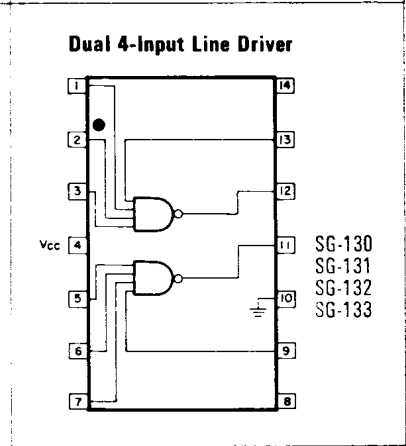 Dual 4-Input Line Driver
1 14
2 13
3 12
Vcc 4 11 SG-130
SG-131
5 10 SG-132
SG-133
6 9
7 8